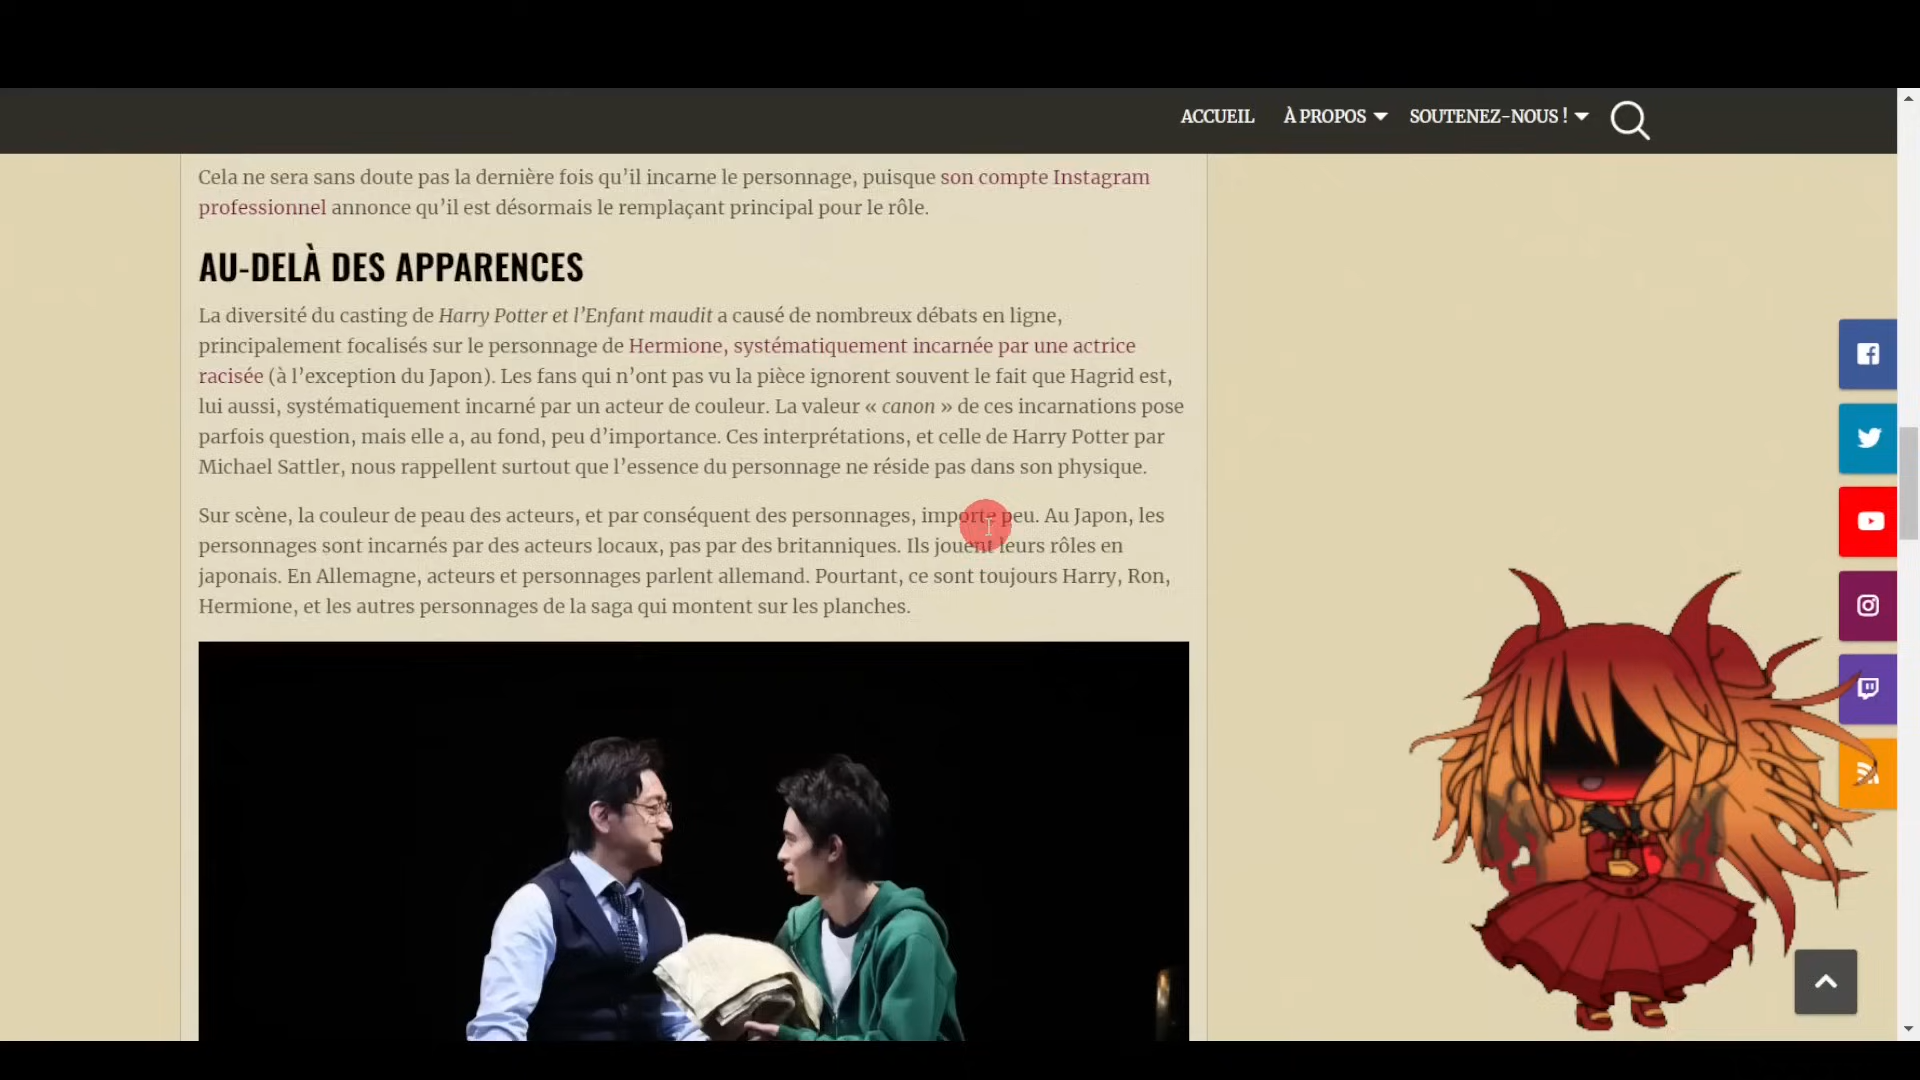 ACCUEIL À PROPOS SOUTENEZ-NOUS !
Cela ne sera sans doute pas la dernière fois qu’il incarne le personnage, puisque son compte Instagram
professionnel annonce qu’il est désormais le remplaçant principal pour le rôle.
AU-DELÀ DES APPARENCES
La diversité du casting de Harry Potter et l’Enfant maudit a causé de nombreux débats en ligne,
principalement focalisés sur le personnage de Hermione, systématiquement incarnée par une actrice
racisée (à l’exception du Japon). Les fans qui n’ont pas vu la pièce ignorent souvent le fait que Hagrid est,
lui aussi, systématiquement incarné par un acteur de couleur. La valeur « canon » de ces incarnations pose
parfois question, mais elle a, au fond, peu d’importance. Ces interprétations, et celle de Harry Potter par
Michael Sattler, nous rappellent surtout que l’essence du personnage ne réside pas dans son physique.
Sur scène, la couleur de peau des acteurs, et par conséquent des personnages, importe peu. Au Japon, les
personnages sont incarnés par des acteurs locaux, pas par des britanniques. Ils jouent leurs rôles en
japonais. En Allemagne, acteurs et personnages parlent allemand. Pourtant, ce sont toujours Harry, Ron,
Hermione, et les autres personnages de la saga qui montent sur les planches.